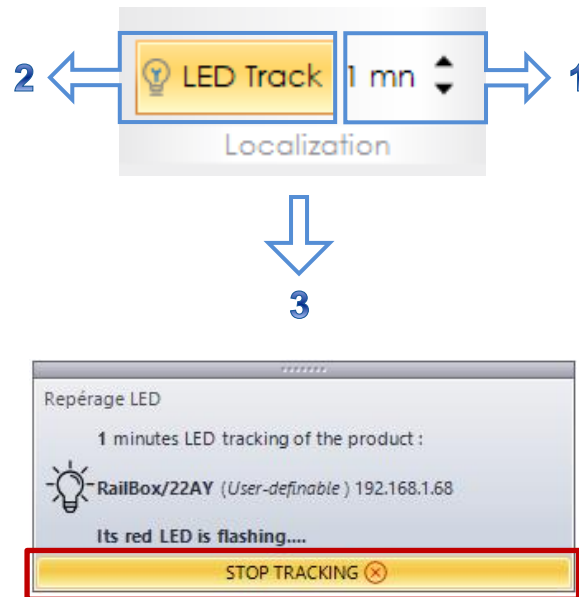 2 LED Track 1 mn 1
Localization
3
Repérage LED
1 minutes LED tracking of the product :
RailBox/22AY (User-definable ) 192.168.1.68
Its red LED is flashing....
STOP TRACKING